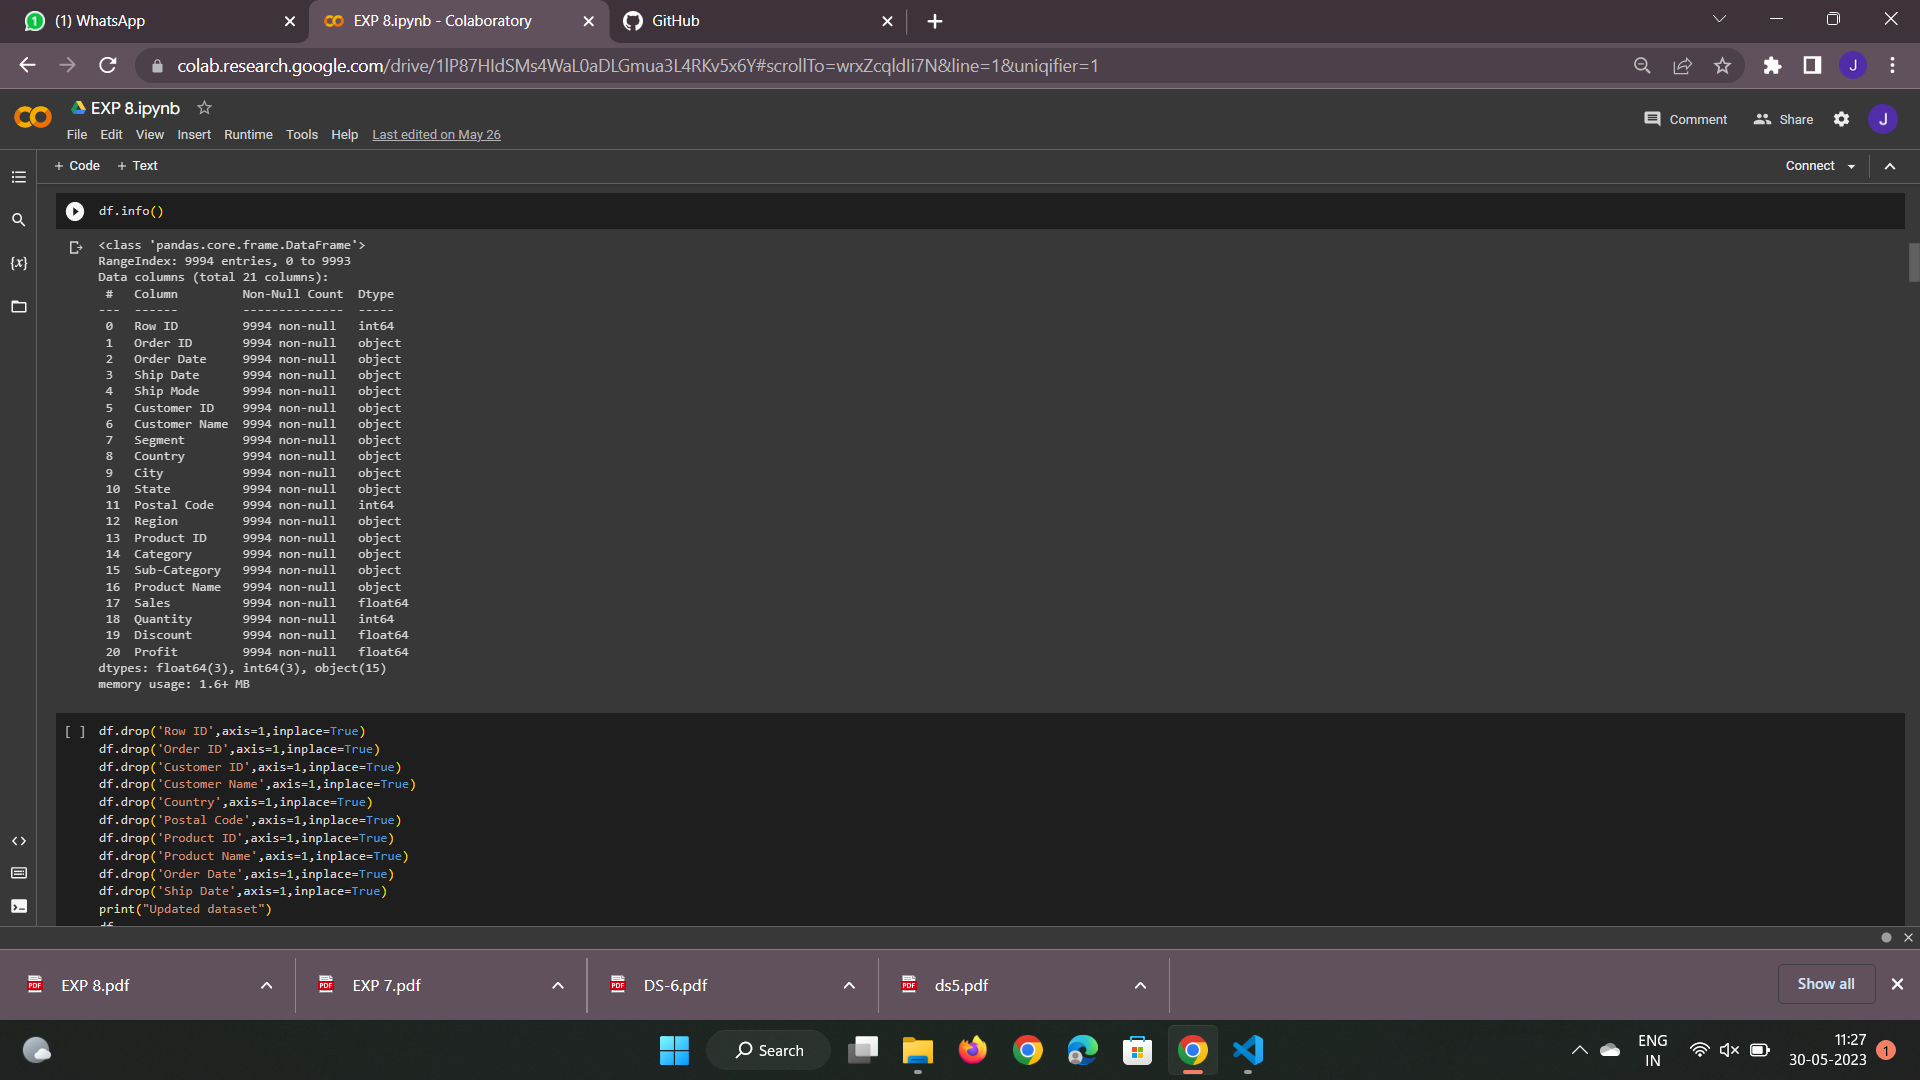 (1) WhatsApp
EXP 8.ipynb - Colaboratory
GitHub
colab.research.google.com/drive/1lP87HIdSMs4WaL0aDLGmua3L4RKv5x6Y#scrollTo=wrxZcqldIi7N&line=1&uniqifier=1
J
EXP 8.ipynb
File Edit View Insert Runtime Tools Help Last edited on May 26
Comment Share J
+ Code + Text
Connect
df.info()
<class 'pandas.core.frame.DataFrame'>
RangeIndex: 9994 entries, 0 to 9993
Data columns (total 21 columns):
# Column Non-Null Count Dtype
--- ------ -------------- -----
0 Row ID 9994 non-null int64
1 Order ID 9994 non-null object
2 Order Date 9994 non-null object
3 Ship Date 9994 non-null object
4 Ship Mode 9994 non-null object
5 Customer ID 9994 non-null object
6 Customer Name 9994 non-null object
7 Segment 9994 non-null object
8 Country 9994 non-null object
9 City 9994 non-null object
10 State 9994 non-null object
11 Postal Code 9994 non-null int64
12 Region 9994 non-null object
13 Product ID 9994 non-null object
14 Category 9994 non-null object
15 Sub-Category 9994 non-null object
16 Product Name 9994 non-null object
17 Sales 9994 non-null float64
18 Quantity 9994 non-null int64
19 Discount 9994 non-null float64
20 Profit 9994 non-null float64
dtypes: float64(3), int64(3), object(15)
memory usage: 1.6+ MB
[ ] df.drop('Row ID',axis=1,inplace=True)
df.drop('Order ID',axis=1,inplace=True)
df.drop('Customer ID',axis=1,inplace=True)
df.drop('Customer Name',axis=1,inplace=True)
df.drop('Country',axis=1,inplace=True)
df.drop('Postal Code',axis=1,inplace=True)
df.drop('Product ID',axis=1,inplace=True)
df.drop('Product Name',axis=1,inplace=True)
df.drop('Order Date',axis=1,inplace=True)
df.drop('Ship Date',axis=1,inplace=True)
print("Updated dataset")
EXP 8.pdf
EXP 7.pdf
DS-6.pdf
ds5.pdf
Show all
Search
ENG
IN
11:27
30-05-2023
1